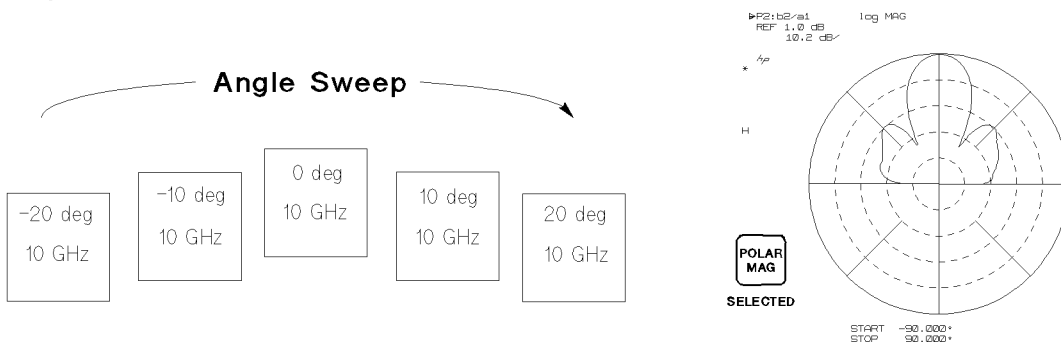 Angle Sweep
-20 deg
10 GHz
-10 deg
10 GHz
0 deg
10 GHz
10 deg
10 GHz
20 deg
10 GHz
▶P2:b2/a1 log MAG
REF 1.0 dB
10.2 dB/
hp
*
H
POLAR
MAG
SELECTED
START -90.000°
STOP 90.000°